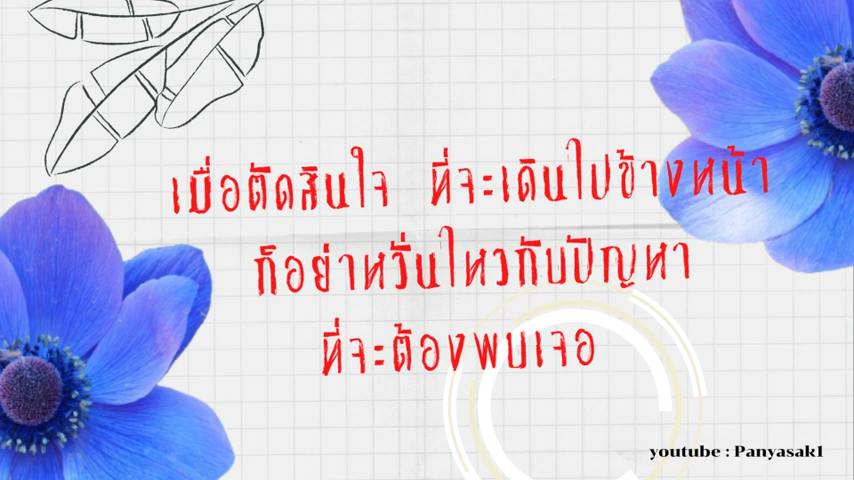 เมื่อตัดสินใจ ที่จะเดินไปข้างหน้า
ก็อย่าหวั่นไหวกับปัญหา
ที่จะต้องพบเจอ
youtube : Panyasak1